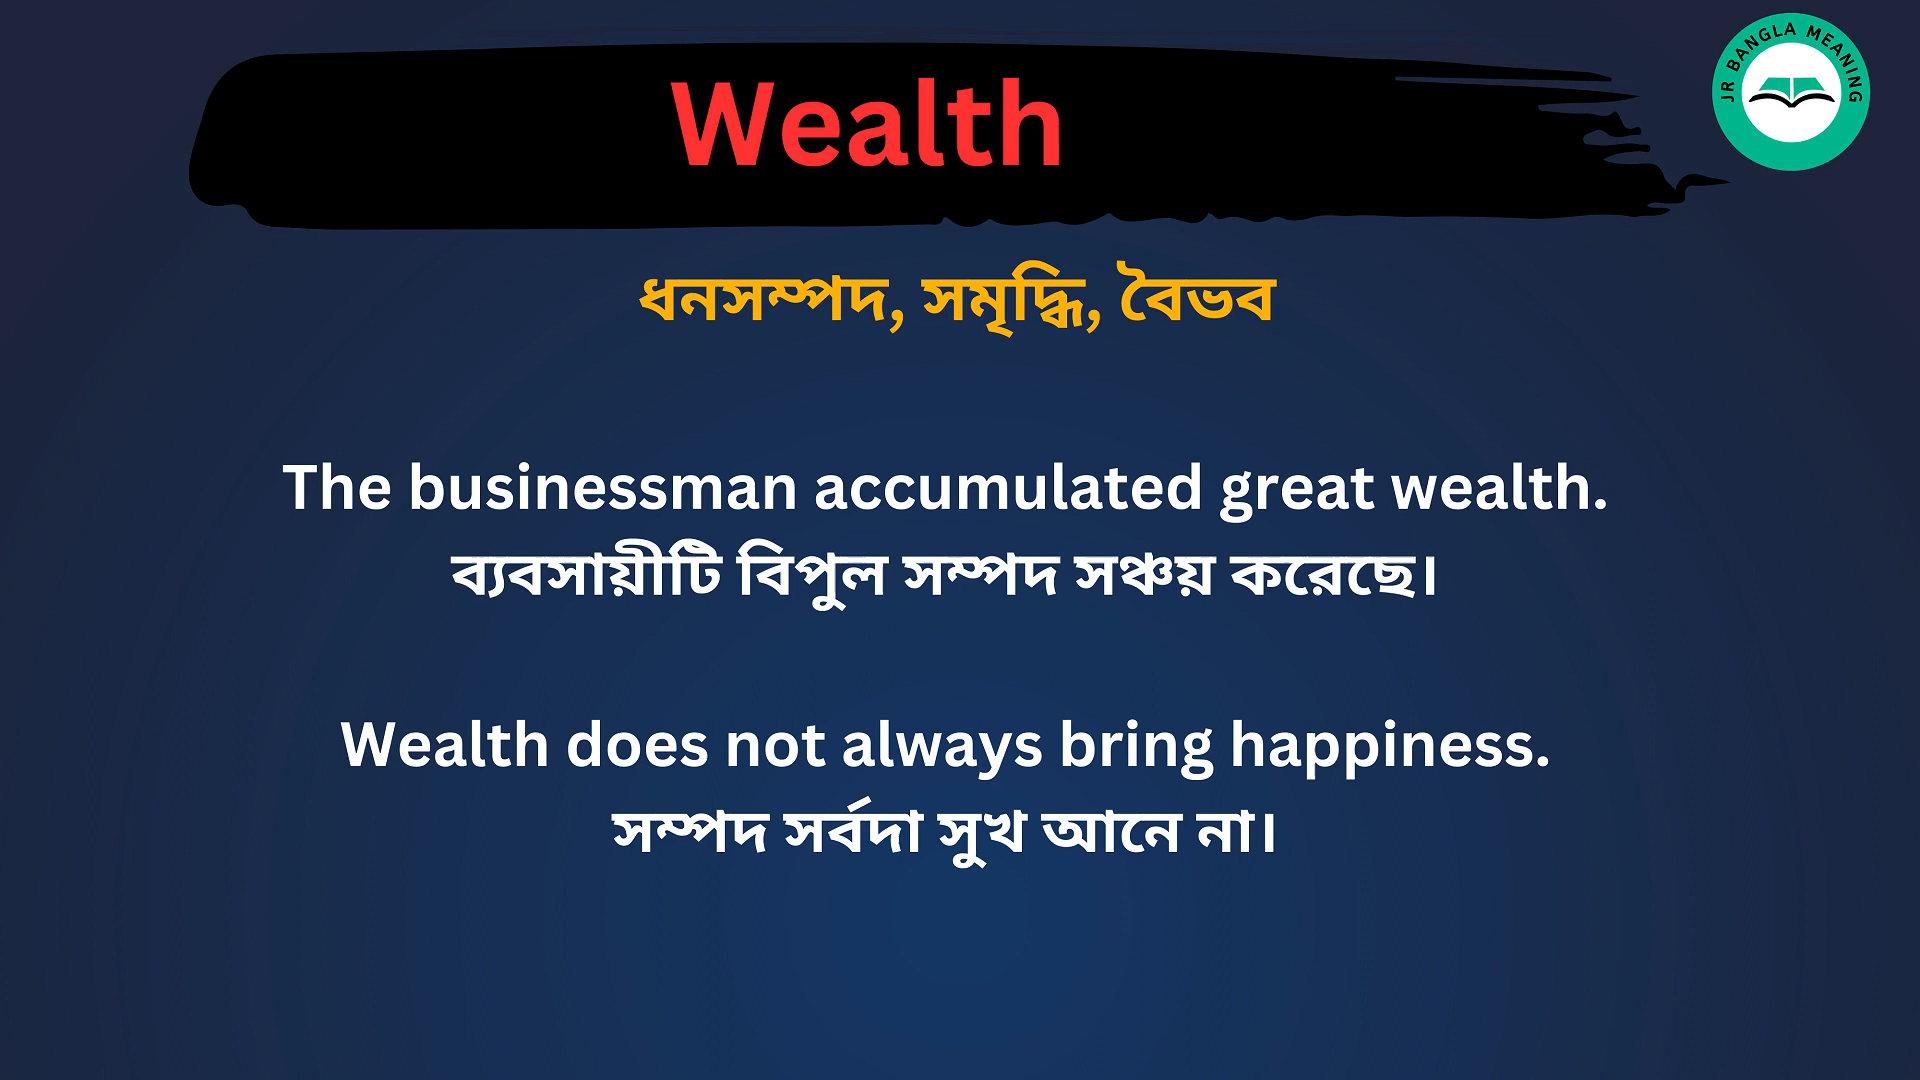 JR BANGLA MEANING
Wealth
ধনসম্পদ, সমৃদ্ধি, বৈভব
The businessman accumulated great wealth.
ব্যবসায়ীটি বিপুল সম্পদ সঞ্চয় করেছে।
Wealth does not always bring happiness.
সম্পদ সর্বদা সুখ আনে না।